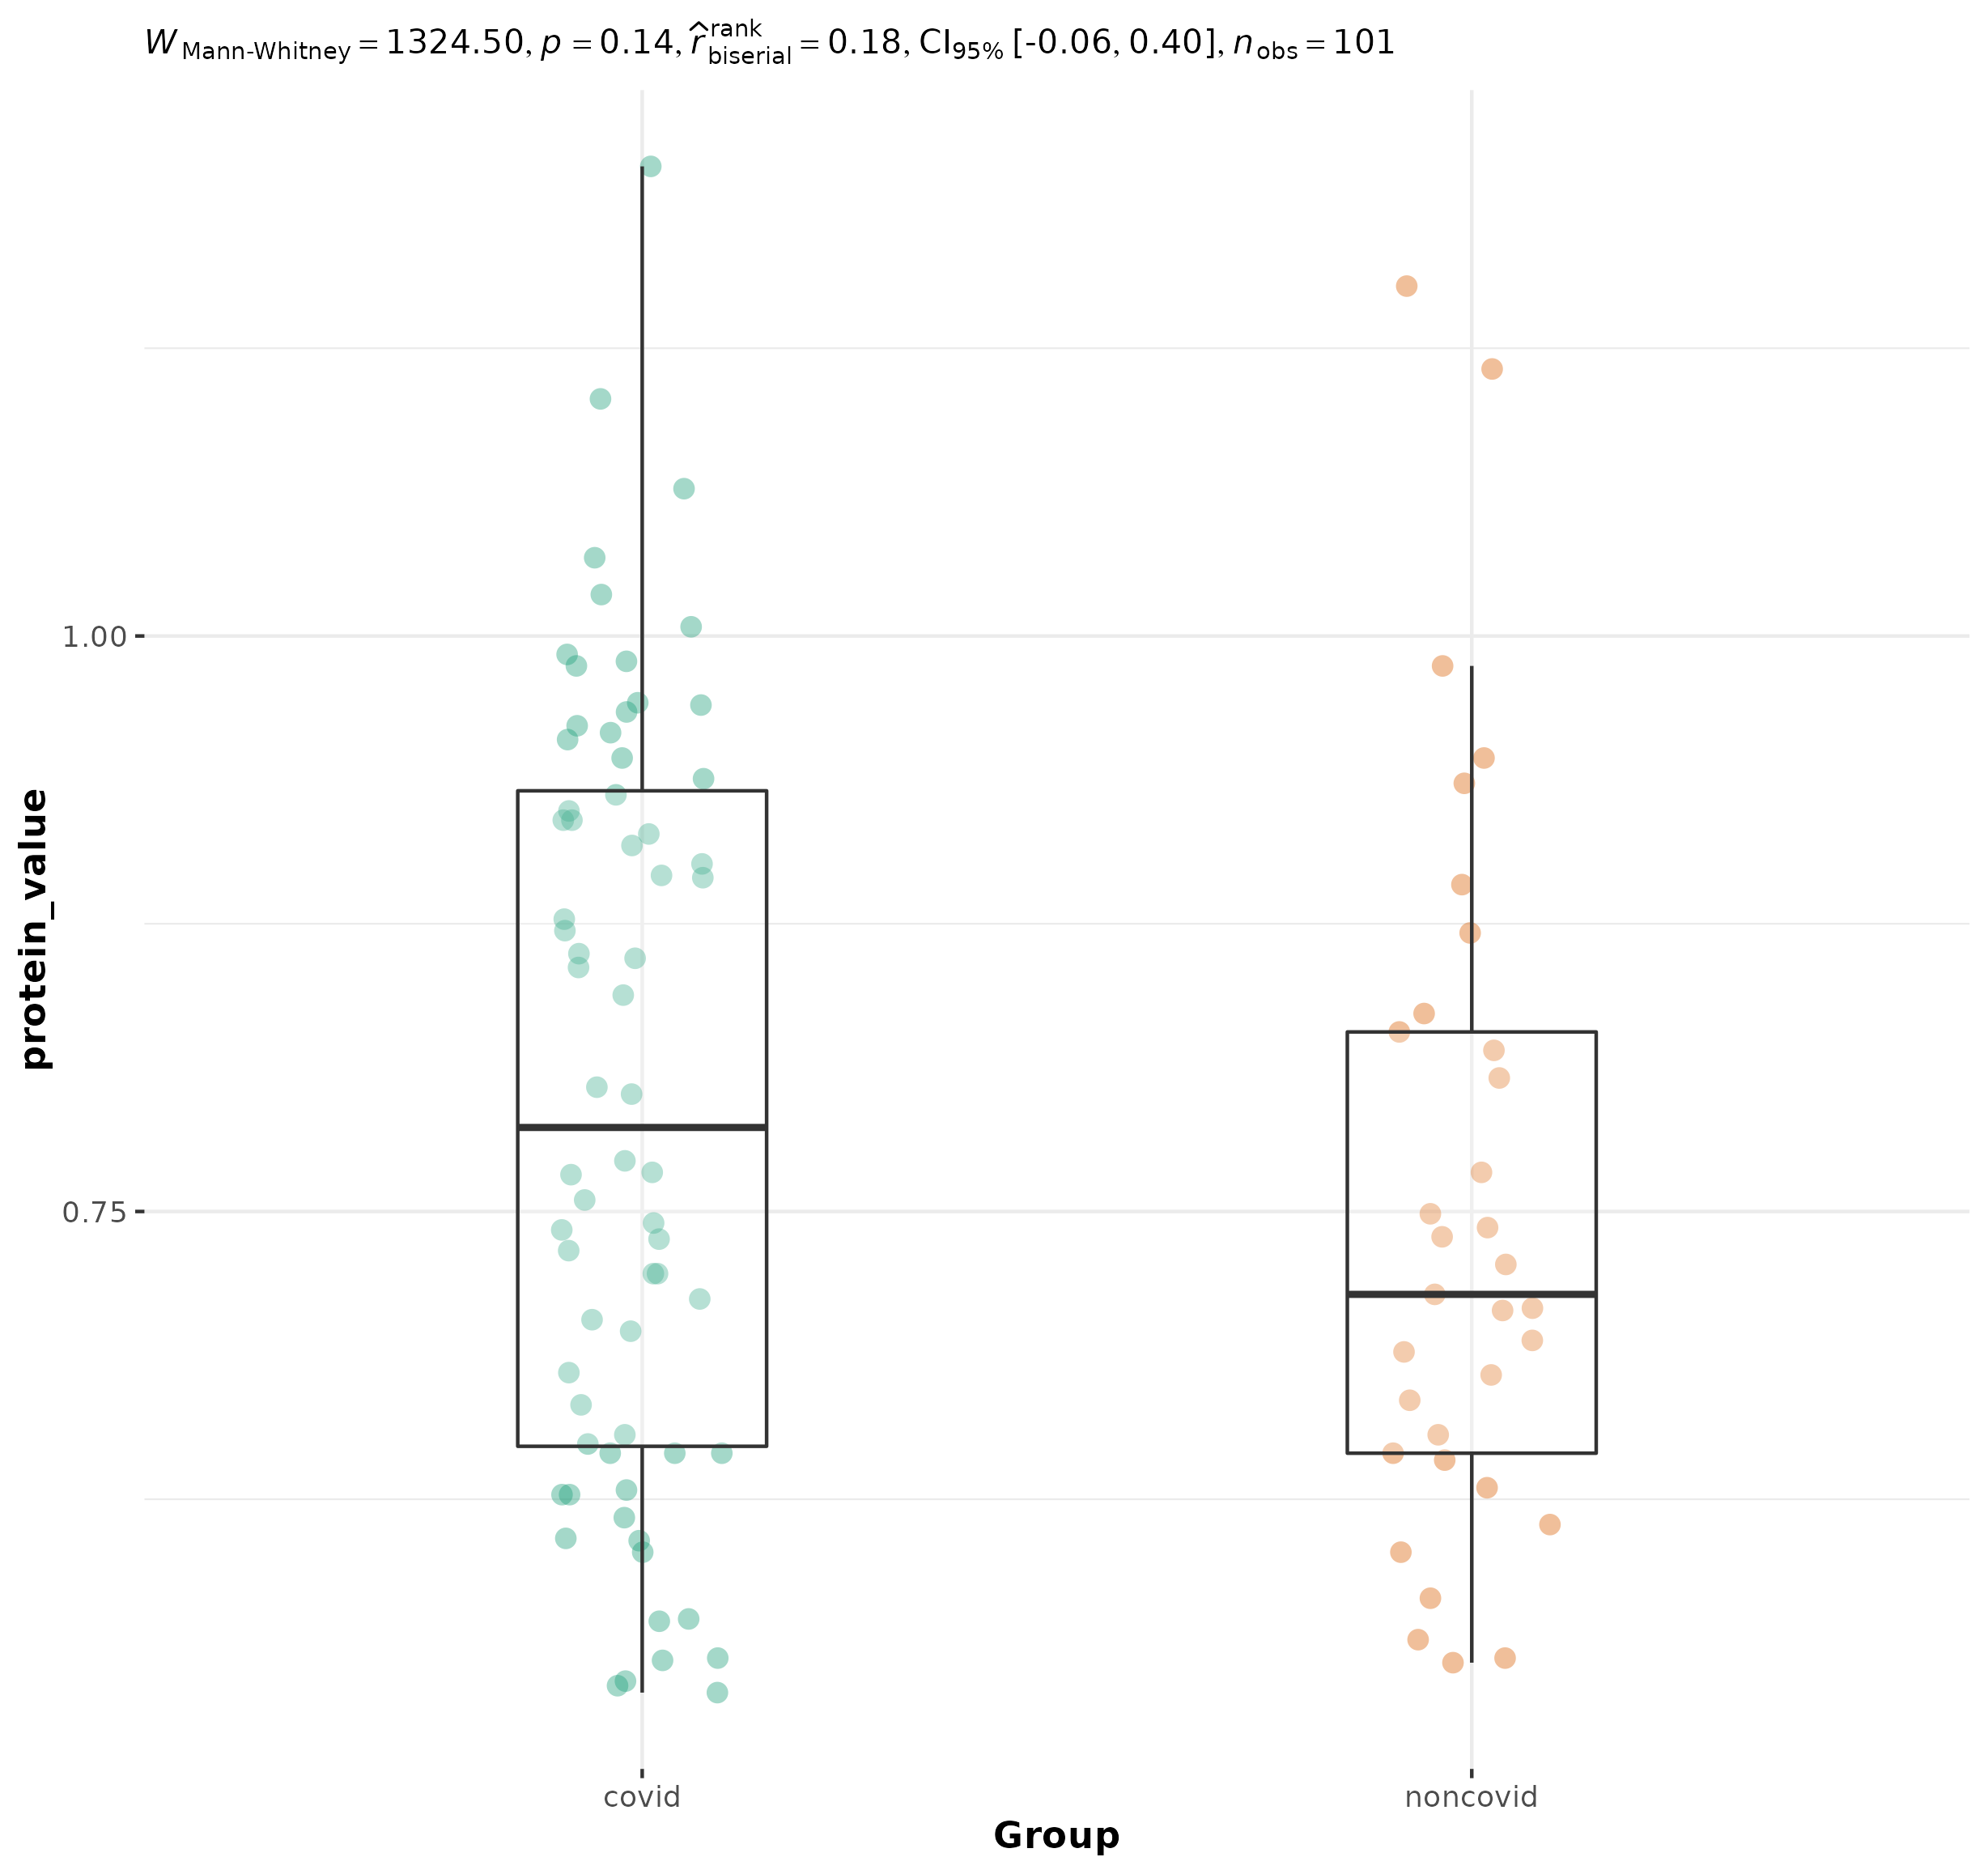 W Mann-Whitney = 1324.50, p = 0.14, r̂ rank biserial = 0.18, CI95% [-0.06, 0.40], n obs = 101
protein_value
1.00
0.75
covid noncovid
Group